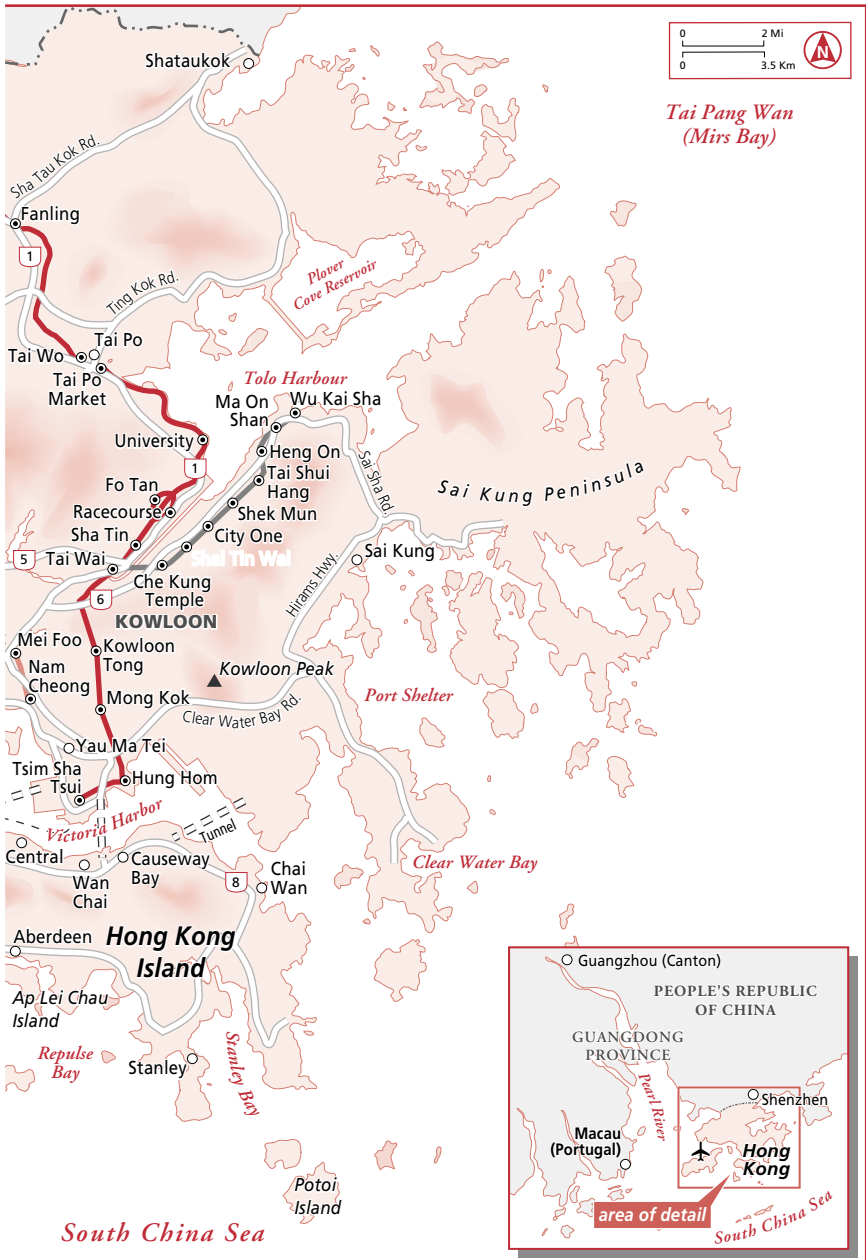 Shataukok
0 2 Mi
0 3.5 Km
N
Tai Pang Wan
(Mirs Bay)
Sha Tau Kok Rd.
Fanling
1
Plover
Cove Reservoir
Ting Kok Rd.
Tai Po
Tai Wo
Tai Po
Market
Tolo Harbour
Ma On
Shan
Wu Kai Sha
University
Heng On
1
Tai Shui
Hang
Sai Sha Rd.
Sai Kung Peninsula
Fo Tan
Racecourse
Shek Mun
Sha Tin
City One
Shai Tin Wai
5
Tai Wai
Sai Kung
Che Kung
Temple
Hirams Hwy.
6
KOWLOON
Mei Foo
Kowloon
Tong
Nam
Cheong
Kowloon Peak
Mong Kok
Port Shelter
Clear Water Bay Rd.
Yau Ma Tei
Tsim Sha
Tsui
Hung Hom
Victoria Harbor
Tunnel
Central
Causeway
Bay
Wan
Chai
8
Chai
Wan
Clear Water Bay
Aberdeen
Hong Kong
Island
Ap Lei Chau
Island
Repulse
Bay
Stanley
Stanley Bay
Potoi
Island
South China Sea
Guangzhou (Canton)
PEOPLE'S REPUBLIC
OF CHINA
GUANGDONG
PROVINCE
Pearl River
Shenzhen
Macau
(Portugal)
Hong
Kong
area of detail
South China Sea